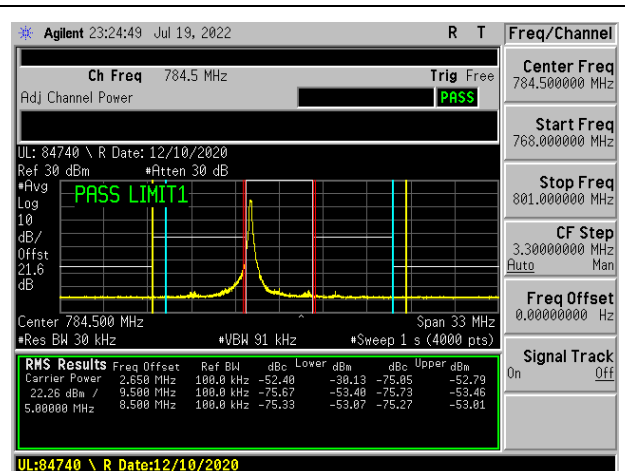 Agilent 23:24:49 Jul 19, 2022 R T
Freq/Channel
Ch Freq 784.5 MHz Trig Free
Adj Channel Power PASS
Center Freq
784.500000 MHz
Start Freq
768.000000 MHz
Stop Freq
801.000000 MHz
CF Step
3.30000000 MHz
Auto Man
Freq Offset
0.00000000 Hz
Signal Track
On Off
UL: 84740 \ R Date: 12/10/2020
Ref 30 dBm #Atten 30 dB
#Avg
Log
10
dB/
Offst
21.6
dB
PASS LIMIT1
Center 784.500 MHz Span 33 MHz
#Res BW 30 kHz #VBW 91 kHz #Sweep 1 s (4000 pts)
RMS Results Freq Offset Ref BW dBc Lower dBm dBc Upper dBm
Carrier Power 2.650 MHz 100.0 kHz -52.40 -30.13 -75.05 -52.79
22.26 dBm / 9.500 MHz 100.0 kHz -75.67 -53.40 -75.73 -53.46
5.00000 MHz 8.500 MHz 100.0 kHz -75.33 -53.07 -75.27 -53.01
UL:84740 \ R Date:12/10/2020